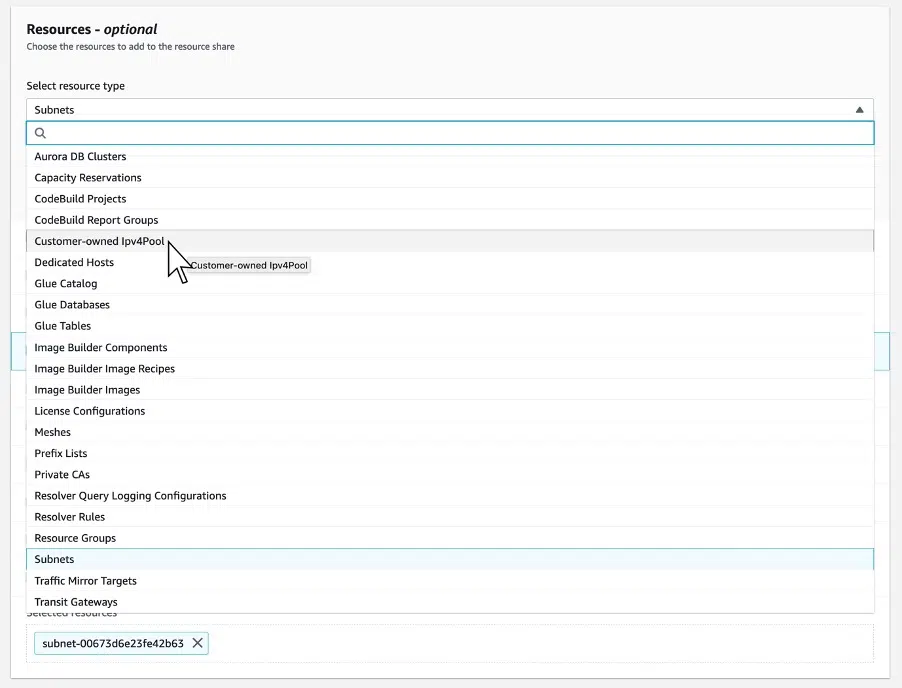 Resources - optional
Choose the resources to add to the resource share
Select resource type
Subnets
Aurora DB Clusters
Capacity Reservations
CodeBuild Projects
CodeBuild Report Groups
Customer-owned Ipv4Pool
Customer-owned Ipv4Pool
Dedicated Hosts
Glue Catalog
Glue Databases
Glue Tables
Image Builder Components
Image Builder Image Recipes
Image Builder Images
License Configurations
Meshes
Prefix Lists
Private CAs
Resolver Query Logging Configurations
Resolver Rules
Resource Groups
Subnets
Traffic Mirror Targets
Transit Gateways
Selected resources
subnet-00673d6e23fe42b63